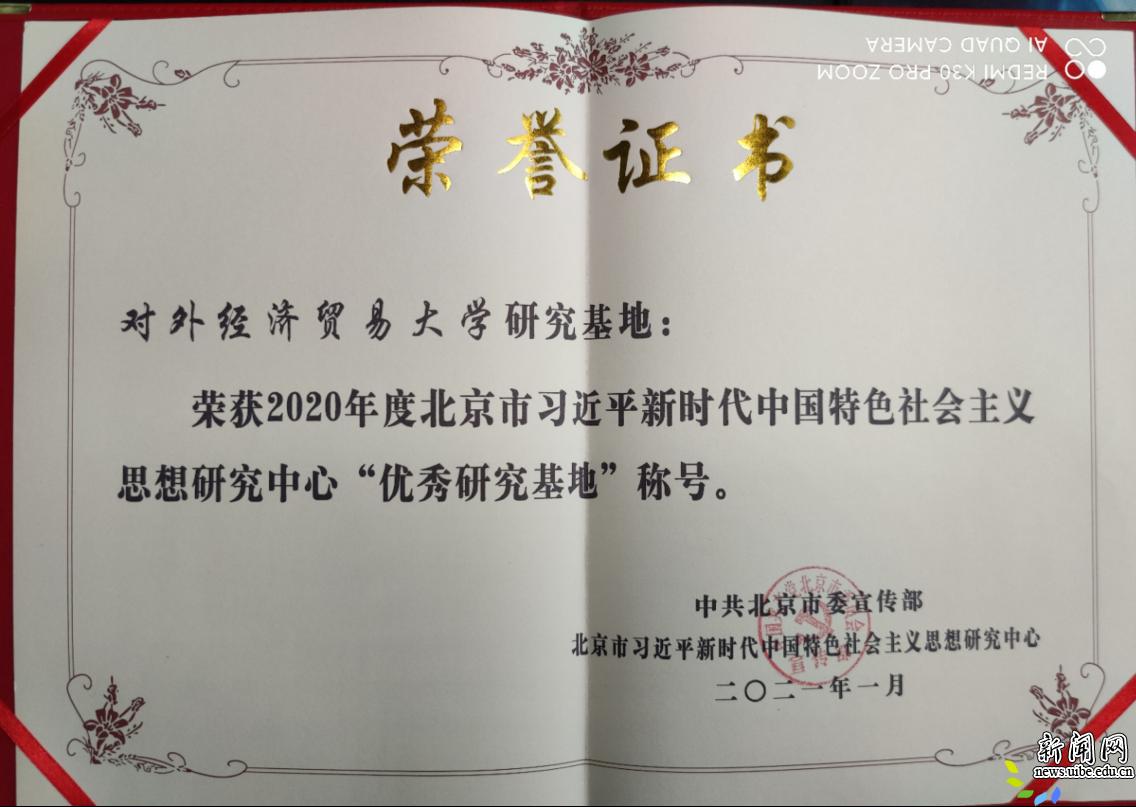 AI QUAD CAMERA
REDMI K30 PRO ZOOM
荣誉证书
对外经济贸易大学研究基地：
荣获2020年度北京市习近平新时代中国特色社会主义
思想研究中心“优秀研究基地”称号。
中共北京市委宣传部
北京市习近平新时代中国特色社会主义思想研究中心
二〇二一年一月
新闻网
news.uibe.edu.cn